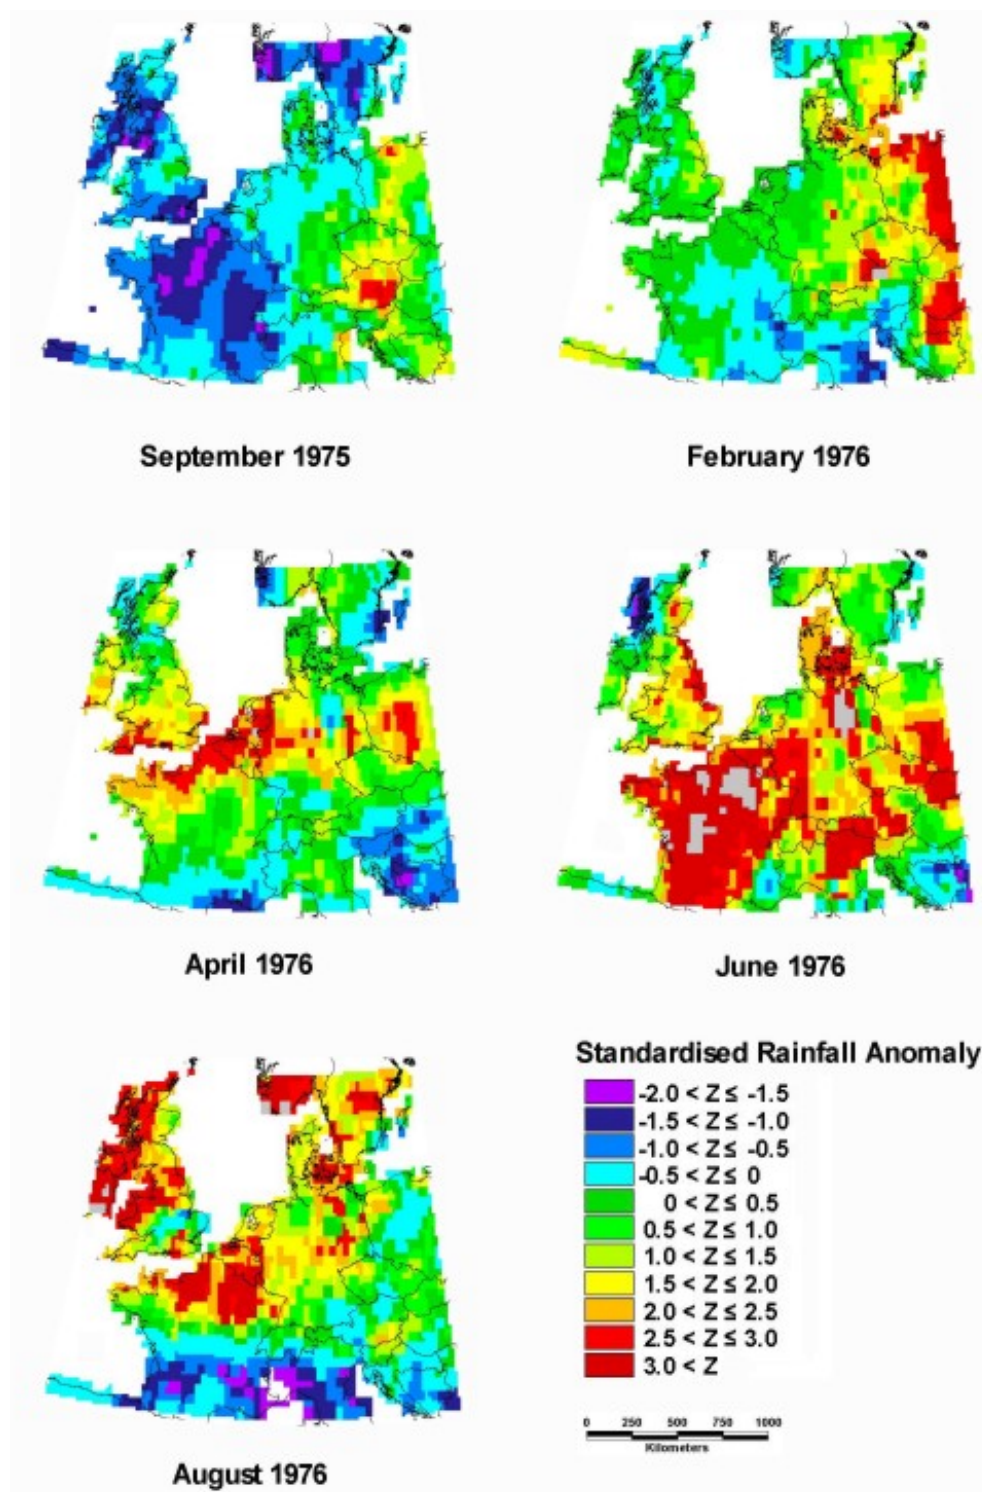 September 1975
February 1976
April 1976
June 1976
August 1976
Standardised Rainfall Anomaly
-2.0 < Z ≤ -1.5
-1.5 < Z ≤ -1.0
-1.0 < Z ≤ -0.5
-0.5 < Z ≤ 0
0 < Z ≤ 0.5
0.5 < Z ≤ 1.0
1.0 < Z ≤ 1.5
1.5 < Z ≤ 2.0
2.0 < Z ≤ 2.5
2.5 < Z ≤ 3.0
3.0 < Z
0 250 500 750 1000
Kilometers